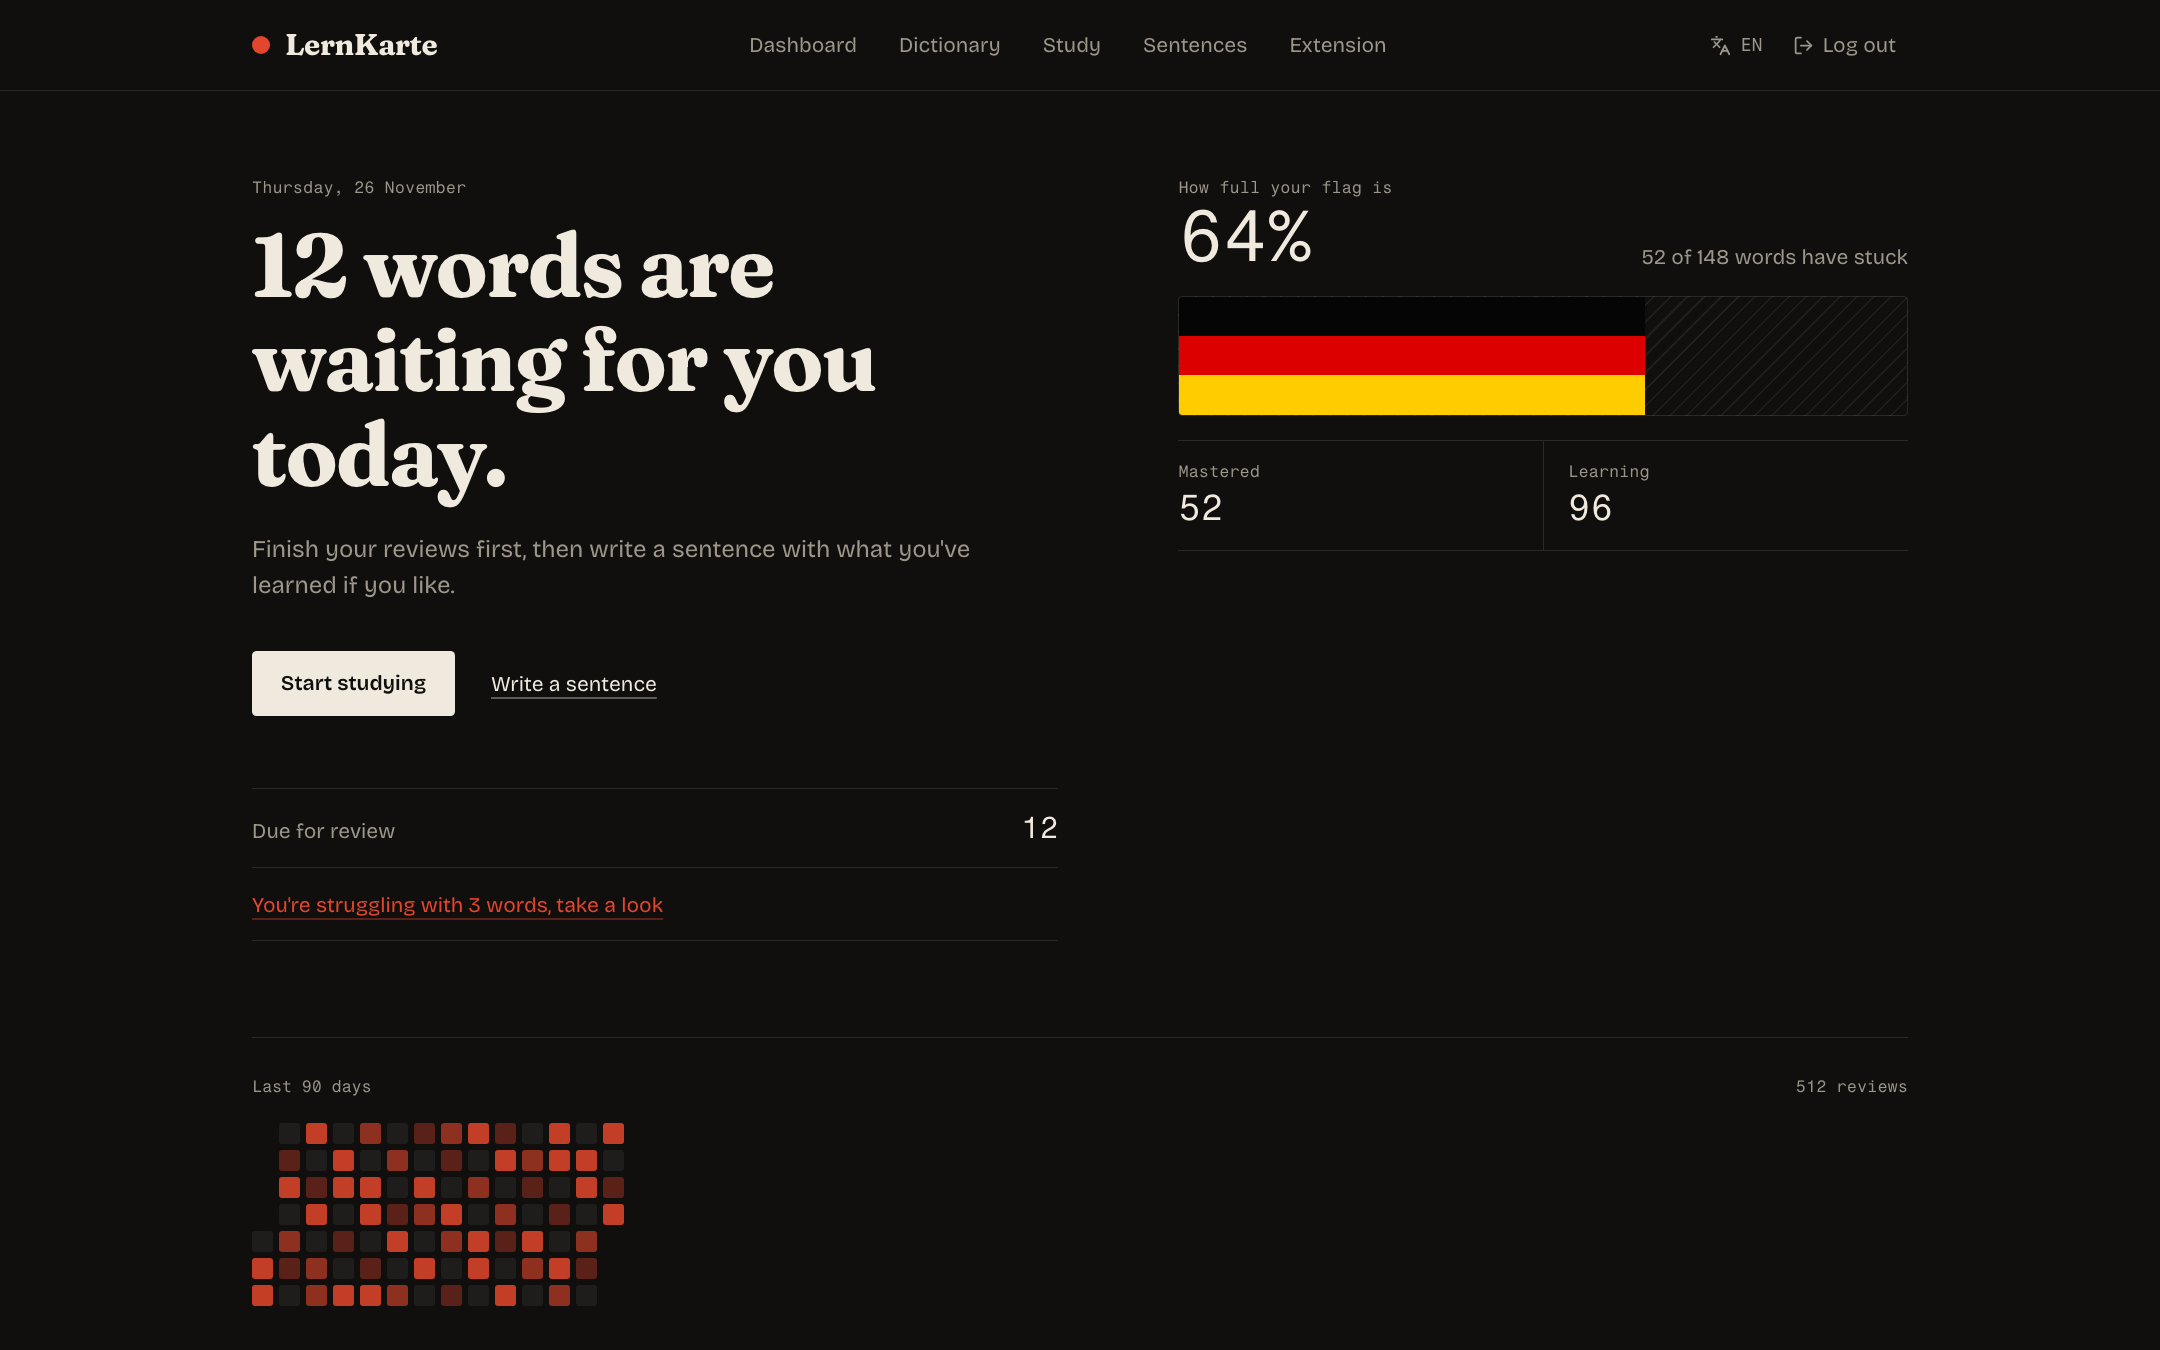 LernKarte
Dashboard
Dictionary
Study
Sentences
Extension
EN
Log out
Thursday, 26 November
12 words are
waiting for you
today.
Finish your reviews first, then write a sentence with what you've
learned if you like.
Start studying
Write a sentence
Due for review
12
You're struggling with 3 words, take a look
How full your flag is
64%
52 of 148 words have stuck
Mastered
52
Learning
96
Last 90 days
512 reviews